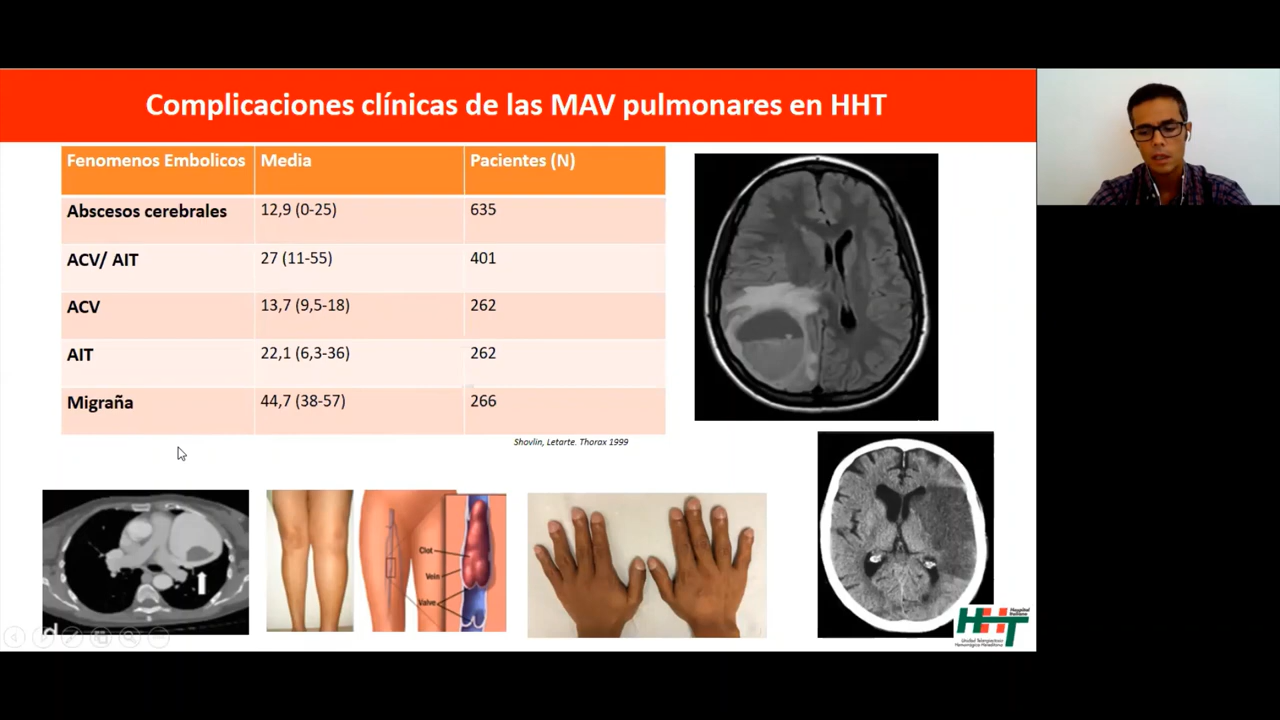 Complicaciones clínicas de las MAV pulmonares en HHT
Fenomenos Embolicos Media Pacientes (N)
Abscesos cerebrales 12,9 (0-25) 635
ACV/ AIT 27 (11-55) 401
ACV 13,7 (9,5-18) 262
AIT 22,1 (6,3-36) 262
Migraña 44,7 (38-57) 266
Shovlin, Letarte. Thorax 1999
Clot
Vein
Valve
d
HHT
Hospital
Unidad Telangiectasia
Hemorrágica Hereditaria